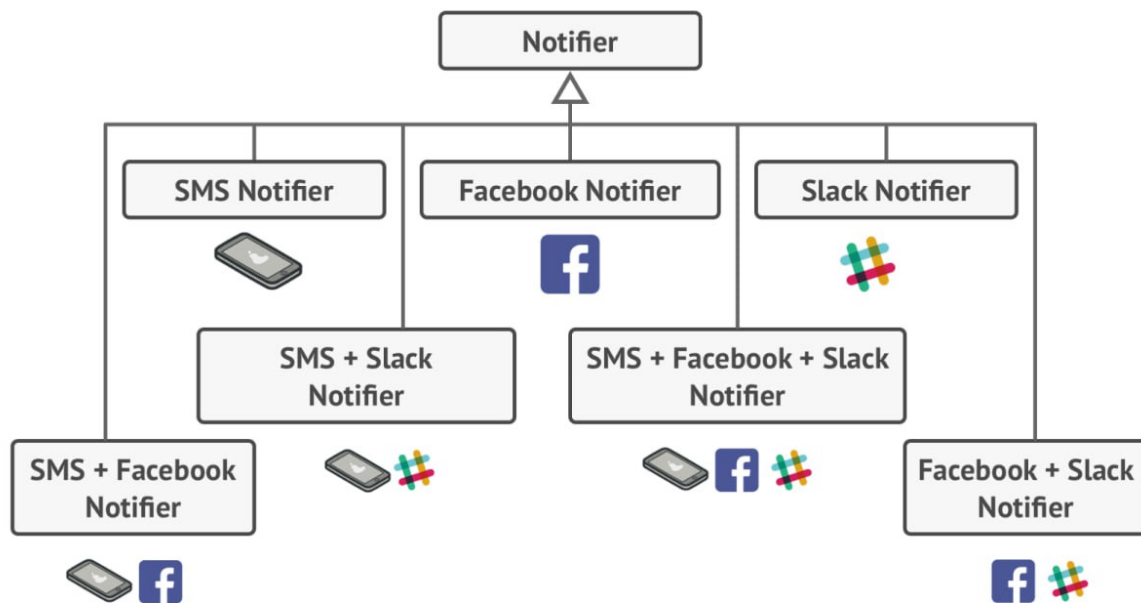 Notifier
SMS Notifier
Facebook Notifier
Slack Notifier
SMS + Slack
Notifier
SMS + Facebook + Slack
Notifier
SMS + Facebook
Notifier
Facebook + Slack
Notifier